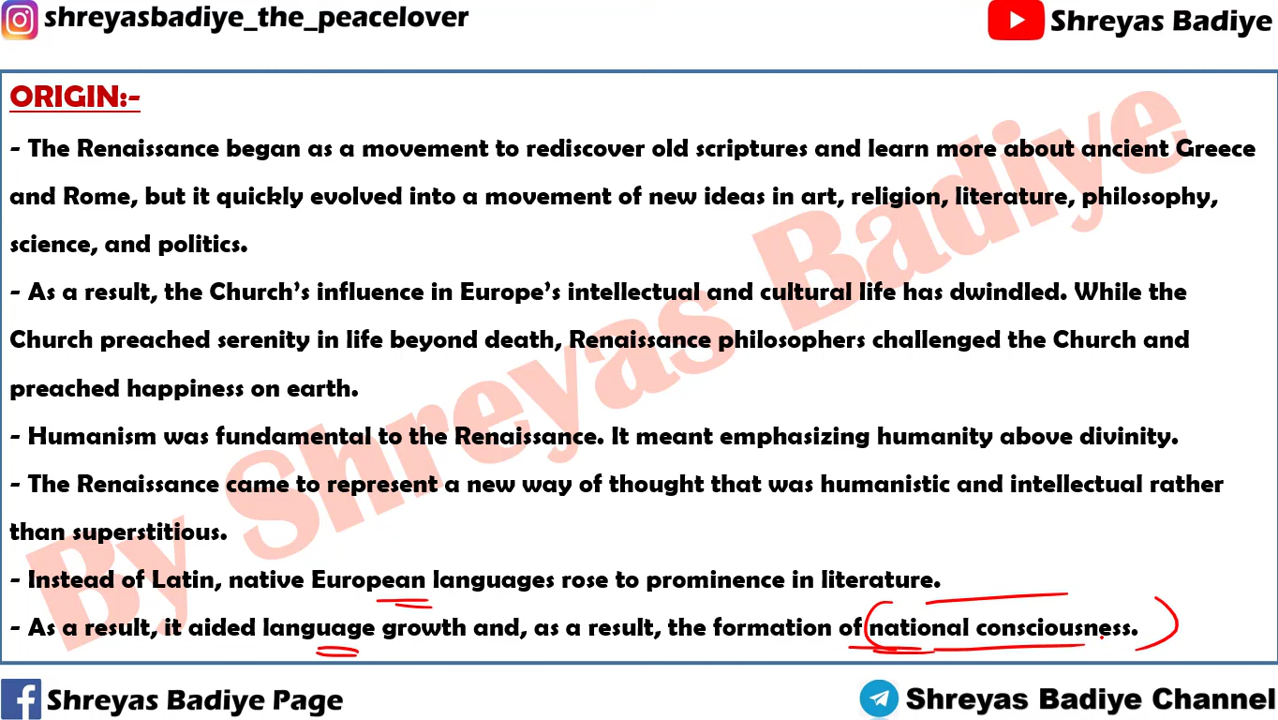 shreyasbadiye_the_peacelover
Shreyas Badiye
ORIGIN:-
- The Renaissance began as a movement to rediscover old scriptures and learn more about ancient Greece
and Rome, but it quickly evolved into a movement of new ideas in art, religion, literature, philosophy,
science, and politics.
- As a result, the Church's influence in Europe's intellectual and cultural life has dwindled. While the
Church preached serenity in life beyond death, Renaissance philosophers challenged the Church and
preached happiness on earth.
- Humanism was fundamental to the Renaissance. It meant emphasizing humanity above divinity.
- The Renaissance came to represent a new way of thought that was humanistic and intellectual rather
than superstitious.
- Instead of Latin, native European languages rose to prominence in literature.
- As a result, it aided language growth and, as a result, the formation of national consciousness.
By Shreyas Badiye
Shreyas Badiye Page
Shreyas Badiye Channel